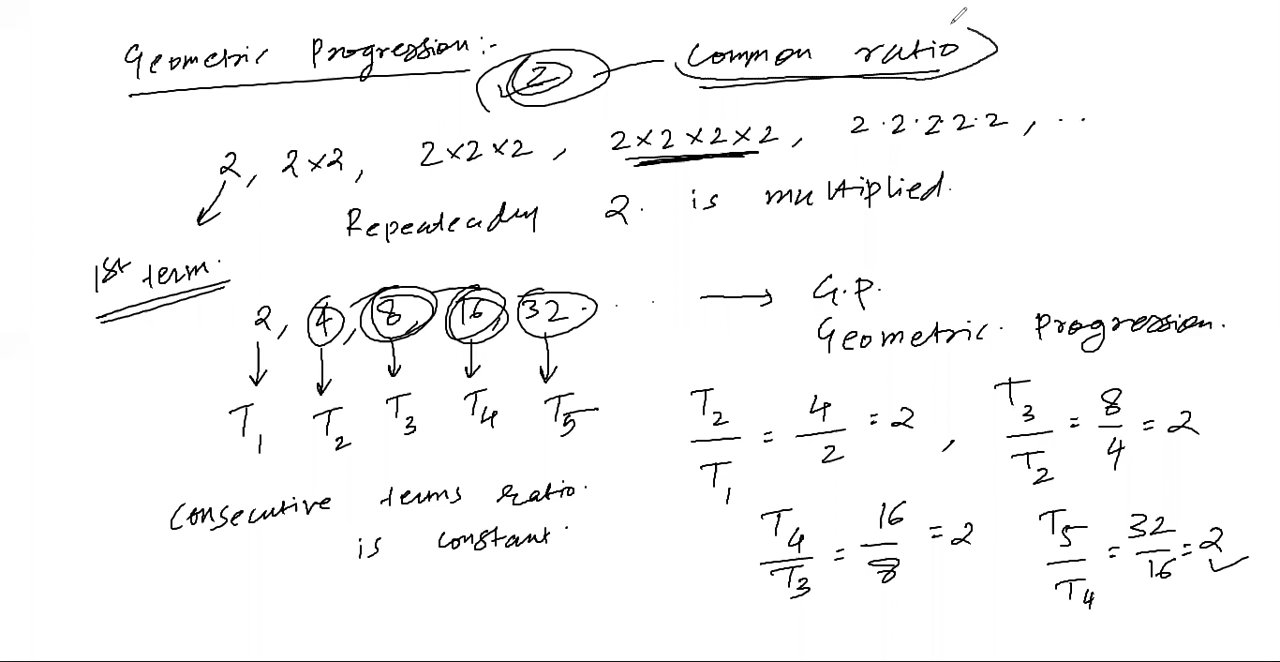 Geometric Progression:-
2 common ratio
2, 2×2, 2×2×2, 2×2×2×2, 2·2·2·2·2, ..
Repeatedly 2. is multiplied.
1st term.
2, 4, 8, 16, 32. ... → G.P.
Geometric. Progression.
T1 T2 T3 T4 T5
T2/T1 = 4/2 = 2, T3/T2 = 8/4 = 2
consecutive terms ratio.
is constant.
T4/T3 = 16/8 = 2 T5/T4 = 32/16 = 2 ✓